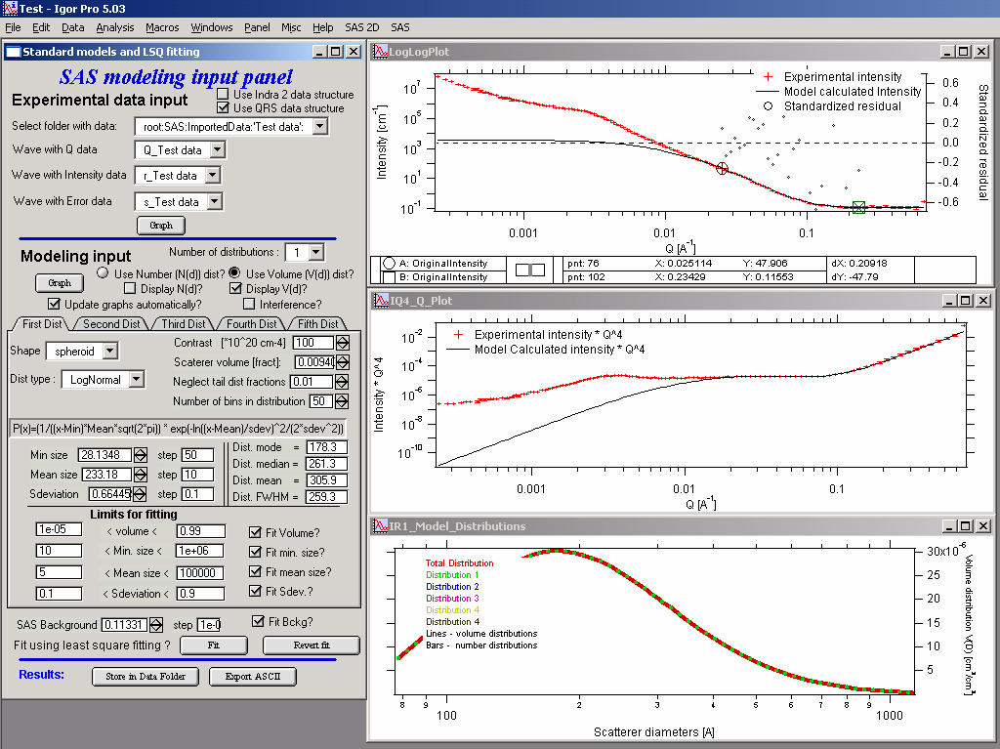 Test - Igor Pro 5.03
File Edit Data Analysis Macros Windows Panel Misc Help SAS 2D SAS
Standard models and LSQ fitting
SAS modeling input panel
Experimental data input
Use Indra 2 data structure
Use QRS data structure
Select folder with data: root:SAS:ImportedData:'Test data':
Wave with Q data Q_Test data
Wave with Intensity data r_Test data
Wave with Error data s_Test data
Graph
Modeling input Number of distributions : 1
Use Number (N(d)) dist? Use Volume (V(d)) dist?
Graph Display N(d)? Display V(d)?
Update graphs automatically? Interference?
First Dist Second Dist Third Dist Fourth Dist Fifth Dist
Shape spheroid
Contrast [*10^20 cm-4] 100
Scaterer volume [fract]: 0.0094
Dist type : LogNormal
Neglect tail dist fractions 0.01
Number of bins in distribution 50
P(x)=(1/((x-Min)*Mean*sqrt(2*pi)) * exp(-ln((x-Mean)/sdev)^2/(2*sdev^2))
Min size 28.1348 step 50
Mean size 233.18 step 10
Sdeviation 0.66445 step 0.1
Dist. mode = 178.3
Dist. median = 261.3
Dist. mean = 305.9
Dist. FWHM = 259.3
Limits for fitting
1e-05 < volume < 0.99 Fit Volume?
10 < Min. size < 1e+06 Fit min. size?
5 < Mean size < 100000 Fit mean size?
0.1 < Sdeviation < 0.9 Fit Sdev.?
SAS Background 0.11331 step 1e-0 Fit Bckg?
Fit using least square fitting ? Fit Revert fit
Results: Store in Data Folder Export ASCII
LogLogPlot
Experimental intensity
Model calculated Intensity
Standardized residual
Intensity [cm-1]
10^7
10^5
10^3
10^1
10^-1
0.6
0.4
0.2
0.0
-0.2
-0.4
-0.6
Standardized residual
0.001 0.01 0.1
Q [A-1]
A: OriginalIntensity pnt: 76 X: 0.025114 Y: 47.906 dX: 0.20918
B: OriginalIntensity pnt: 102 X: 0.23429 Y: 0.11553 dY: -47.79
IQ4_Q_Plot
Experimental intensity * Q^4
Model Calculated intensity * Q^4
Intensity * Q^4
10^-2
10^-4
10^-6
10^-8
10^-10
0.001 0.01 0.1
Q [A-1]
IR1_Model_Distributions
Total Distribution
Distribution 1
Distribution 2
Distribution 3
Distribution 4
Distribution 4
Lines - volume distributions
Bars - number distributions
30x10^-6
25
20
15
10
5
Volume distribution V(D) [cm3/cm3]
8 9 100 2 3 4 5 6 7 8 9 1000
Scatterer diameters [A]